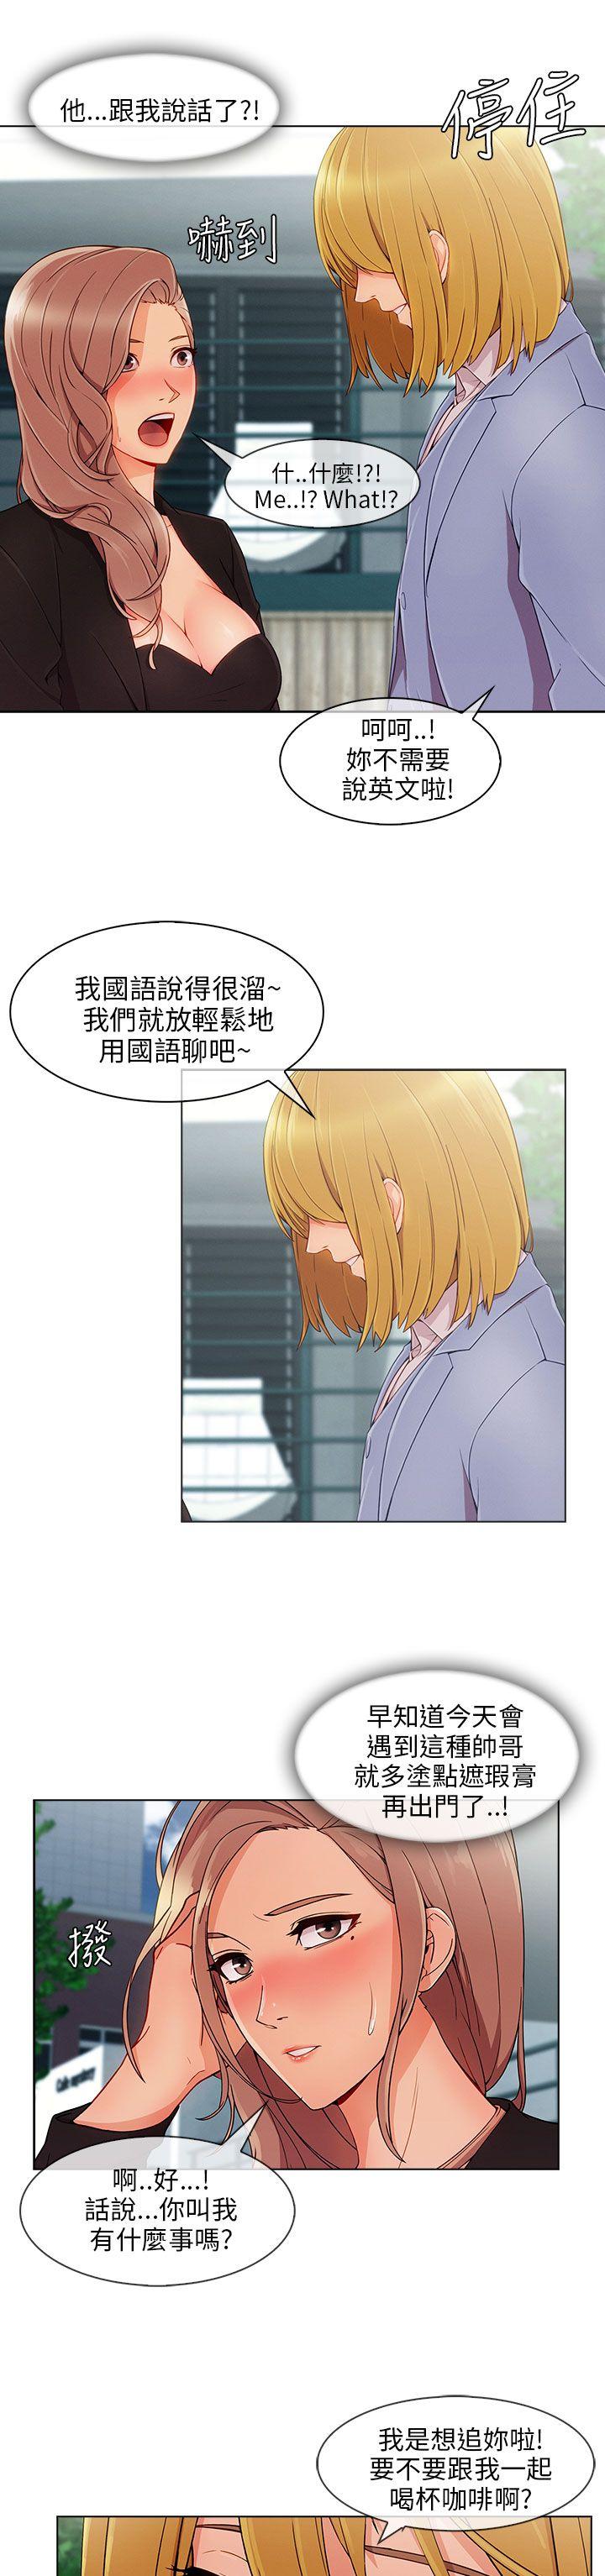 他...跟我說話了?!
停住
嚇到
什..什麼!?!
Me..!? What!?
呵呵..!
妳不需要
說英文啦!
我國語說得很溜~
我們就放輕鬆地
用國語聊吧~
早知道今天會
遇到這種帥哥
就多塗點遮瑕膏
再出門了..!
撥
啊..好...!
話說...你叫我
有什麼事嗎?
我是想追妳啦!
要不要跟我一起
喝杯咖啡啊?